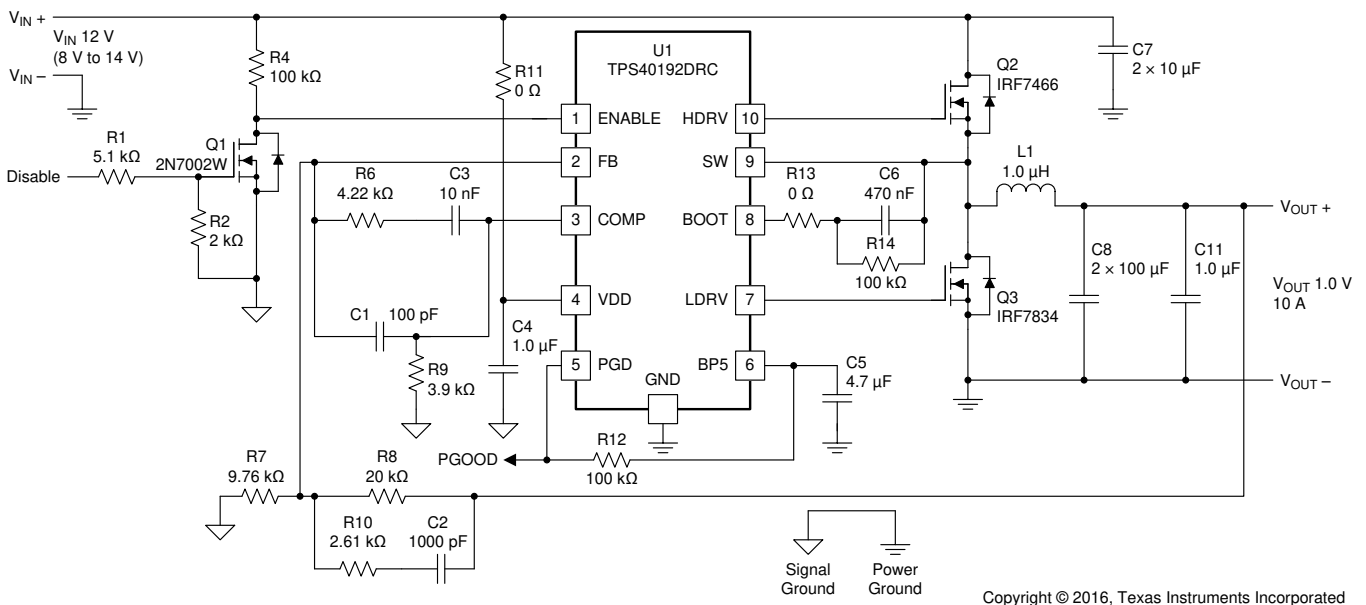 V_IN +
V_IN 12 V
(8 V to 14 V)
V_IN –
R4
100 kΩ
R11
0 Ω
U1
TPS40192DRC
Q2
IRF7466
C7
2 × 10 µF
R1
5.1 kΩ
Disable
Q1
2N7002W
R2
2 kΩ
1
ENABLE
HDRV
10
2
FB
SW
9
3
COMP
BOOT
8
4
VDD
LDRV
7
5
PGD
BP5
6
GND
R6
4.22 kΩ
C3
10 nF
C1
100 pF
R9
3.9 kΩ
C4
1.0 µF
R13
0 Ω
C6
470 nF
R14
100 kΩ
L1
1.0 µH
V_OUT +
C8
2 × 100 µF
C11
1.0 µF
V_OUT 1.0 V
10 A
Q3
IRF7834
V_OUT –
C5
4.7 µF
R12
100 kΩ
PGOOD
R7
9.76 kΩ
R8
20 kΩ
R10
2.61 kΩ
C2
1000 pF
Signal
Ground
Power
Ground
Copyright © 2016, Texas Instruments Incorporated